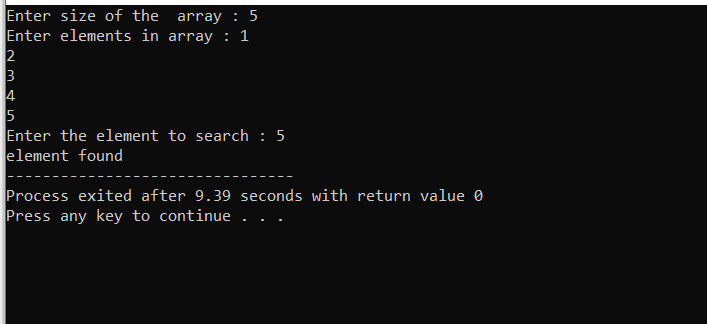 Enter size of the  array : 5
Enter elements in array : 1
2
3
4
5
Enter the element to search : 5
element found
--------------------------------
Process exited after 9.39 seconds with return value 0
Press any key to continue . . .